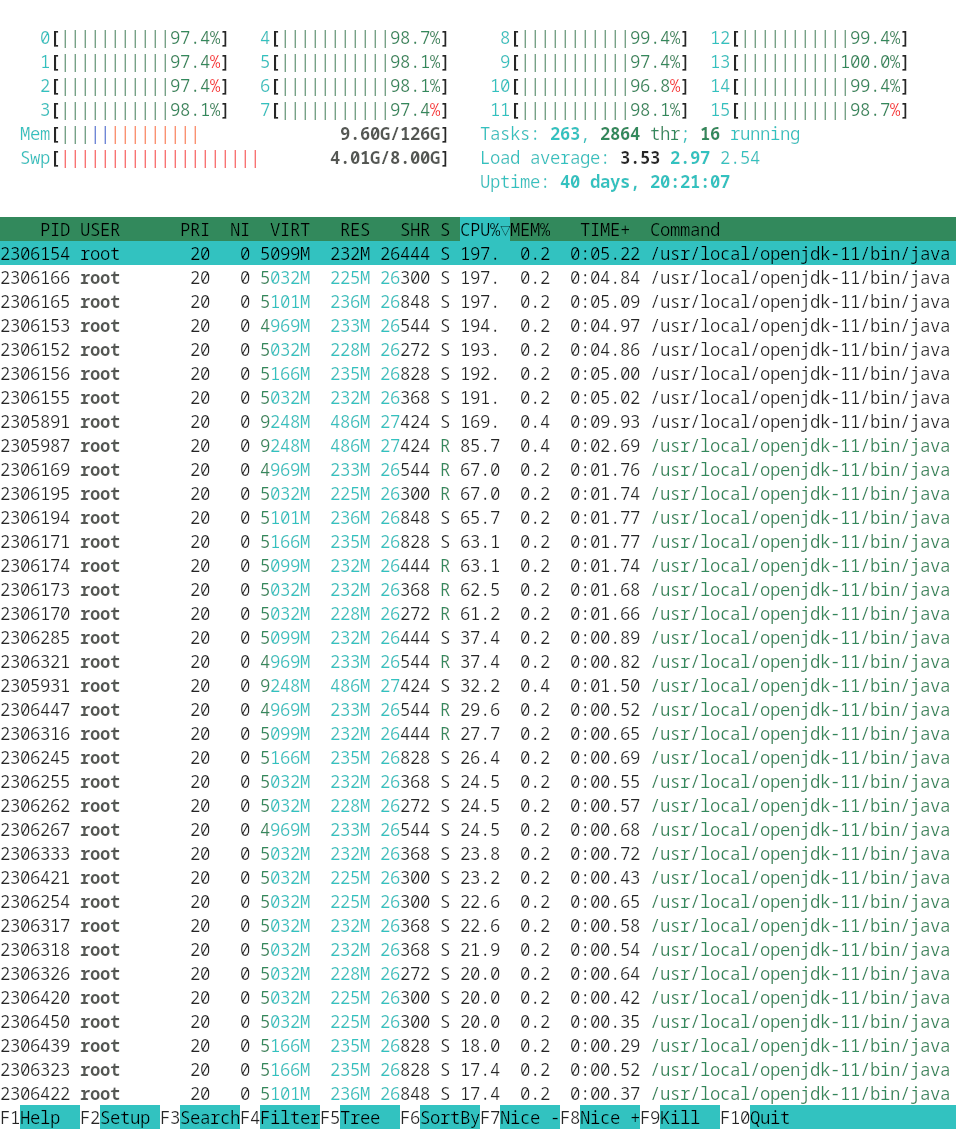 0[|||||||||||97.4%] 4[|||||||||||98.7%] 8[|||||||||||99.4%] 12[|||||||||||99.4%]
1[|||||||||||97.4%] 5[|||||||||||98.1%] 9[|||||||||||97.4%] 13[||||||||||100.0%]
2[|||||||||||97.4%] 6[|||||||||||98.1%] 10[|||||||||||96.8%] 14[|||||||||||99.4%]
3[|||||||||||98.1%] 7[|||||||||||97.4%] 11[|||||||||||98.1%] 15[|||||||||||98.7%]
Mem[|||||||||||||| 9.60G/126G] Tasks: 263, 2864 thr; 16 running
Swp[|||||||||||||||||||| 4.01G/8.00G] Load average: 3.53 2.97 2.54
Uptime: 40 days, 20:21:07
PID USER PRI NI VIRT RES SHR S CPU%▽MEM% TIME+ Command
2306154 root 20 0 5099M 232M 26444 S 197. 0.2 0:05.22 /usr/local/openjdk-11/bin/java
2306166 root 20 0 5032M 225M 26300 S 197. 0.2 0:04.84 /usr/local/openjdk-11/bin/java
2306165 root 20 0 5101M 236M 26848 S 197. 0.2 0:05.09 /usr/local/openjdk-11/bin/java
2306153 root 20 0 4969M 233M 26544 S 194. 0.2 0:04.97 /usr/local/openjdk-11/bin/java
2306152 root 20 0 5032M 228M 26272 S 193. 0.2 0:04.86 /usr/local/openjdk-11/bin/java
2306156 root 20 0 5166M 235M 26828 S 192. 0.2 0:05.00 /usr/local/openjdk-11/bin/java
2306155 root 20 0 5032M 232M 26368 S 191. 0.2 0:05.02 /usr/local/openjdk-11/bin/java
2305891 root 20 0 9248M 486M 27424 S 169. 0.4 0:09.93 /usr/local/openjdk-11/bin/java
2305987 root 20 0 9248M 486M 27424 R 85.7 0.4 0:02.69 /usr/local/openjdk-11/bin/java
2306169 root 20 0 4969M 233M 26544 R 67.0 0.2 0:01.76 /usr/local/openjdk-11/bin/java
2306195 root 20 0 5032M 225M 26300 R 67.0 0.2 0:01.74 /usr/local/openjdk-11/bin/java
2306194 root 20 0 5101M 236M 26848 S 65.7 0.2 0:01.77 /usr/local/openjdk-11/bin/java
2306171 root 20 0 5166M 235M 26828 S 63.1 0.2 0:01.77 /usr/local/openjdk-11/bin/java
2306174 root 20 0 5099M 232M 26444 R 63.1 0.2 0:01.74 /usr/local/openjdk-11/bin/java
2306173 root 20 0 5032M 232M 26368 R 62.5 0.2 0:01.68 /usr/local/openjdk-11/bin/java
2306170 root 20 0 5032M 228M 26272 R 61.2 0.2 0:01.66 /usr/local/openjdk-11/bin/java
2306285 root 20 0 5099M 232M 26444 S 37.4 0.2 0:00.89 /usr/local/openjdk-11/bin/java
2306321 root 20 0 4969M 233M 26544 R 37.4 0.2 0:00.82 /usr/local/openjdk-11/bin/java
2305931 root 20 0 9248M 486M 27424 S 32.2 0.4 0:01.50 /usr/local/openjdk-11/bin/java
2306447 root 20 0 4969M 233M 26544 R 29.6 0.2 0:00.52 /usr/local/openjdk-11/bin/java
2306316 root 20 0 5099M 232M 26444 R 27.7 0.2 0:00.65 /usr/local/openjdk-11/bin/java
2306245 root 20 0 5166M 235M 26828 S 26.4 0.2 0:00.69 /usr/local/openjdk-11/bin/java
2306255 root 20 0 5032M 232M 26368 S 24.5 0.2 0:00.55 /usr/local/openjdk-11/bin/java
2306262 root 20 0 5032M 228M 26272 S 24.5 0.2 0:00.57 /usr/local/openjdk-11/bin/java
2306267 root 20 0 4969M 233M 26544 S 24.5 0.2 0:00.68 /usr/local/openjdk-11/bin/java
2306333 root 20 0 5032M 232M 26368 S 23.8 0.2 0:00.72 /usr/local/openjdk-11/bin/java
2306421 root 20 0 5032M 225M 26300 S 23.2 0.2 0:00.43 /usr/local/openjdk-11/bin/java
2306254 root 20 0 5032M 225M 26300 S 22.6 0.2 0:00.65 /usr/local/openjdk-11/bin/java
2306317 root 20 0 5032M 232M 26368 S 22.6 0.2 0:00.58 /usr/local/openjdk-11/bin/java
2306318 root 20 0 5032M 232M 26368 S 21.9 0.2 0:00.54 /usr/local/openjdk-11/bin/java
2306326 root 20 0 5032M 228M 26272 S 20.0 0.2 0:00.64 /usr/local/openjdk-11/bin/java
2306420 root 20 0 5032M 225M 26300 S 20.0 0.2 0:00.42 /usr/local/openjdk-11/bin/java
2306450 root 20 0 5032M 225M 26300 S 20.0 0.2 0:00.35 /usr/local/openjdk-11/bin/java
2306439 root 20 0 5166M 235M 26828 S 18.0 0.2 0:00.29 /usr/local/openjdk-11/bin/java
2306323 root 20 0 5166M 235M 26828 S 17.4 0.2 0:00.52 /usr/local/openjdk-11/bin/java
2306422 root 20 0 5101M 236M 26848 S 17.4 0.2 0:00.37 /usr/local/openjdk-11/bin/java
F1Help F2Setup F3SearchF4FilterF5Tree F6SortByF7Nice -F8Nice +F9Kill F10Quit